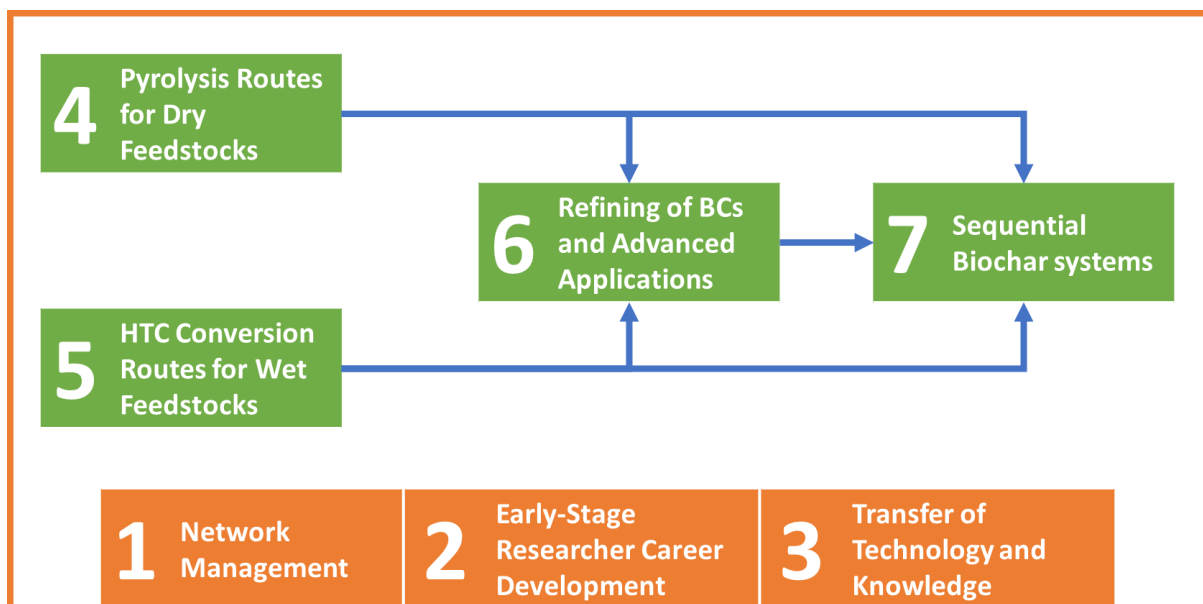 4
Pyrolysis Routes
for Dry
Feedstocks
6
Refining of BCs
and Advanced
Applications
7
Sequential
Biochar systems
5
HTC Conversion
Routes for Wet
Feedstocks
1
Network
Management
2
Early-Stage
Researcher Career
Development
3
Transfer of
Technology and
Knowledge